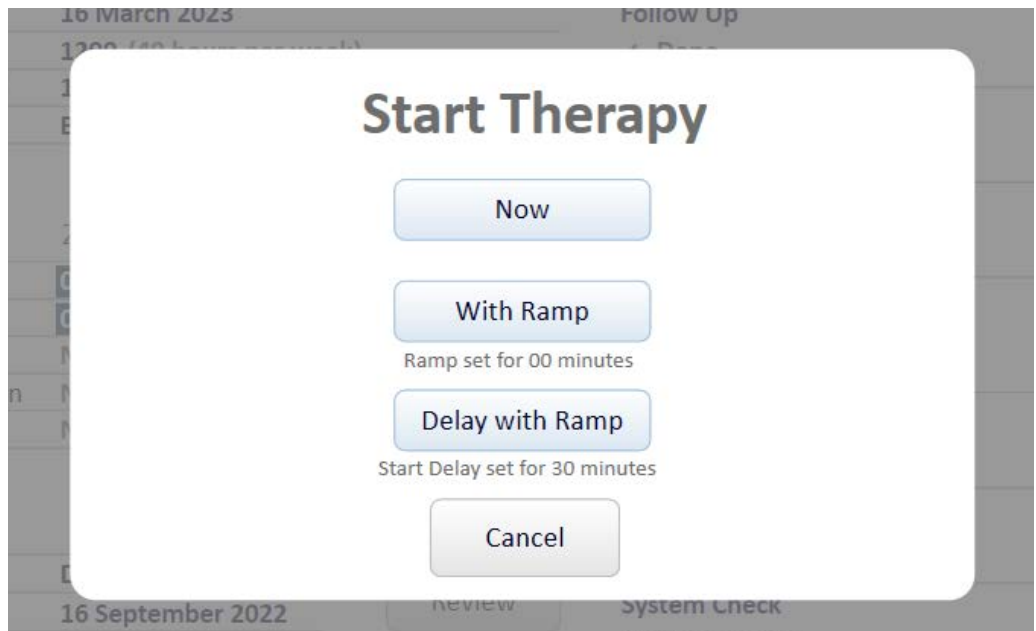 16 March 2023
Follow Up
Start Therapy
Now
With Ramp
Ramp set for 00 minutes
Delay with Ramp
Start Delay set for 30 minutes
Cancel
Review
16 September 2022
System Check